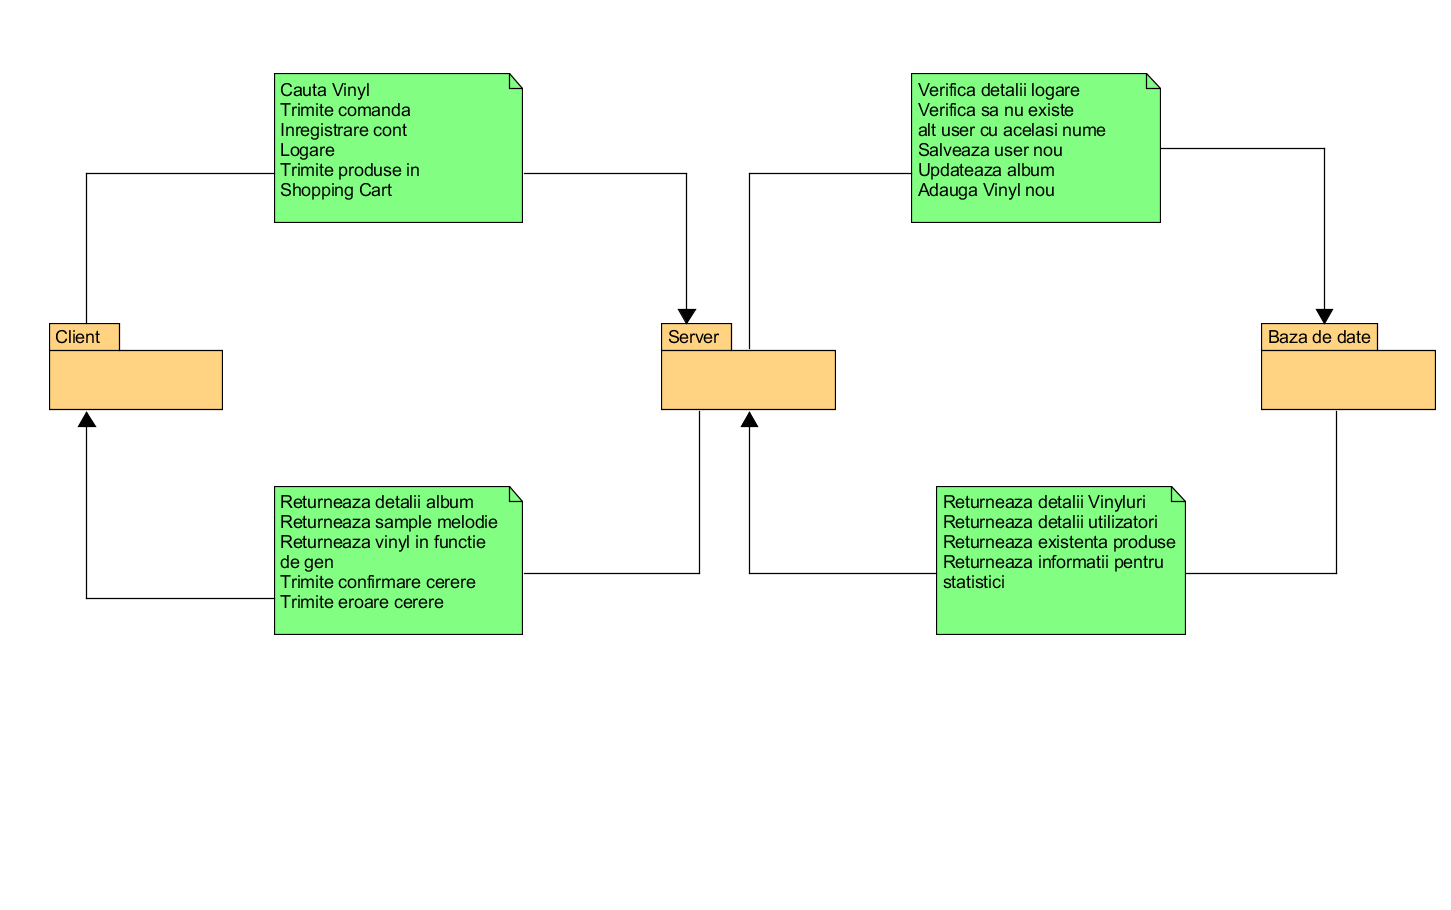 Cauta Vinyl
Trimite comanda
Inregistrare cont
Logare
Trimite produse in
Shopping Cart
Verifica detalii logare
Verifica sa nu existe
alt user cu acelasi nume
Salveaza user nou
Updateaza album
Adauga Vinyl nou
Client
Server
Baza de date
Returneaza detalii album
Returneaza sample melodie
Returneaza vinyl in functie
de gen
Trimite confirmare cerere
Trimite eroare cerere
Returneaza detalii Vinyluri
Returneaza detalii utilizatori
Returneaza existenta produse
Returneaza informatii pentru
statistici